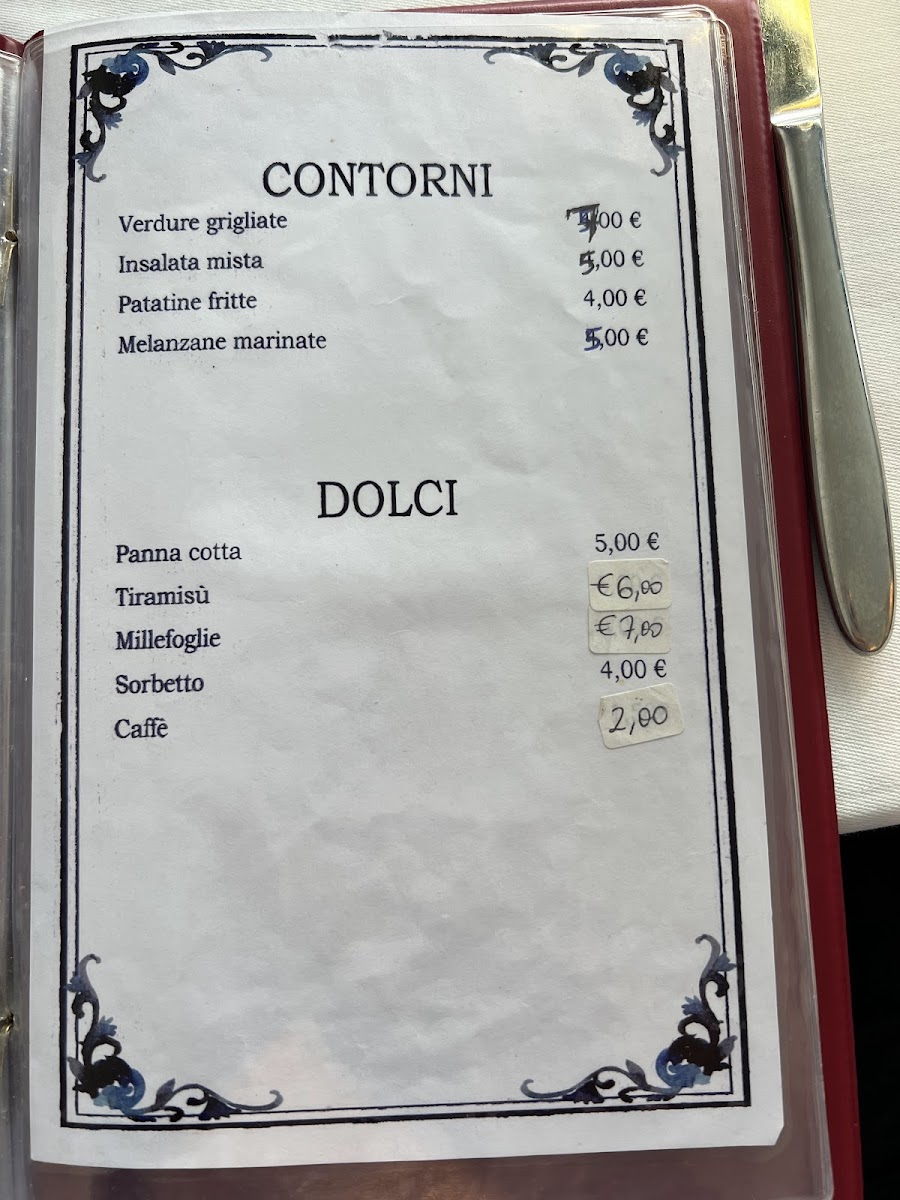 CONTORNI
Verdure grigliate 7,00 €
Insalata mista 5,00 €
Patatine fritte 4,00 €
Melanzane marinate 5,00 €
DOLCI
Panna cotta 5,00 €
Tiramisù €6,00
Millefoglie €7,00
Sorbetto 4,00 €
Caffè 2,00